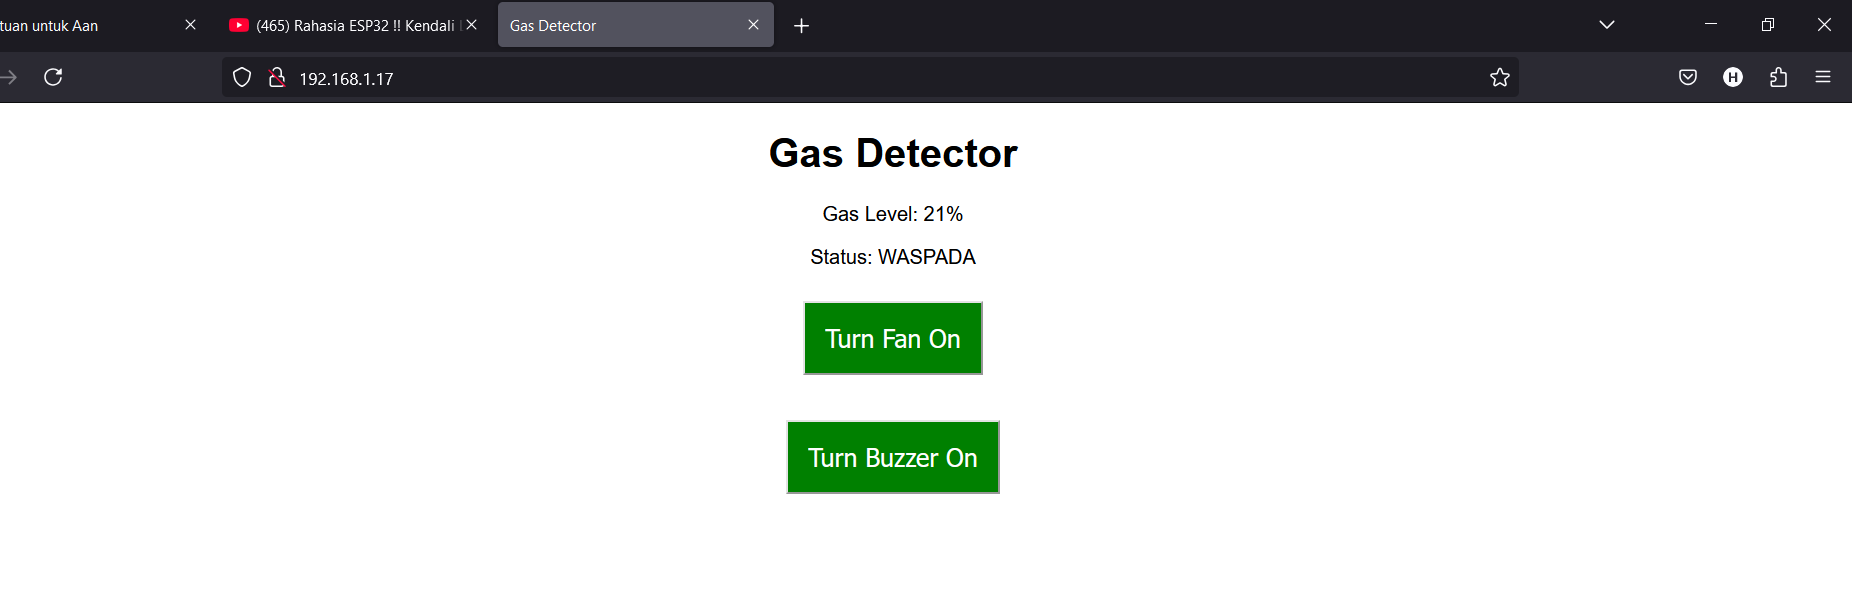 tuan untuk Aan
(465) Rahasia ESP32 !! Kendali
Gas Detector
192.168.1.17
H
Gas Detector
Gas Level: 21%
Status: WASPADA
Turn Fan On
Turn Buzzer On